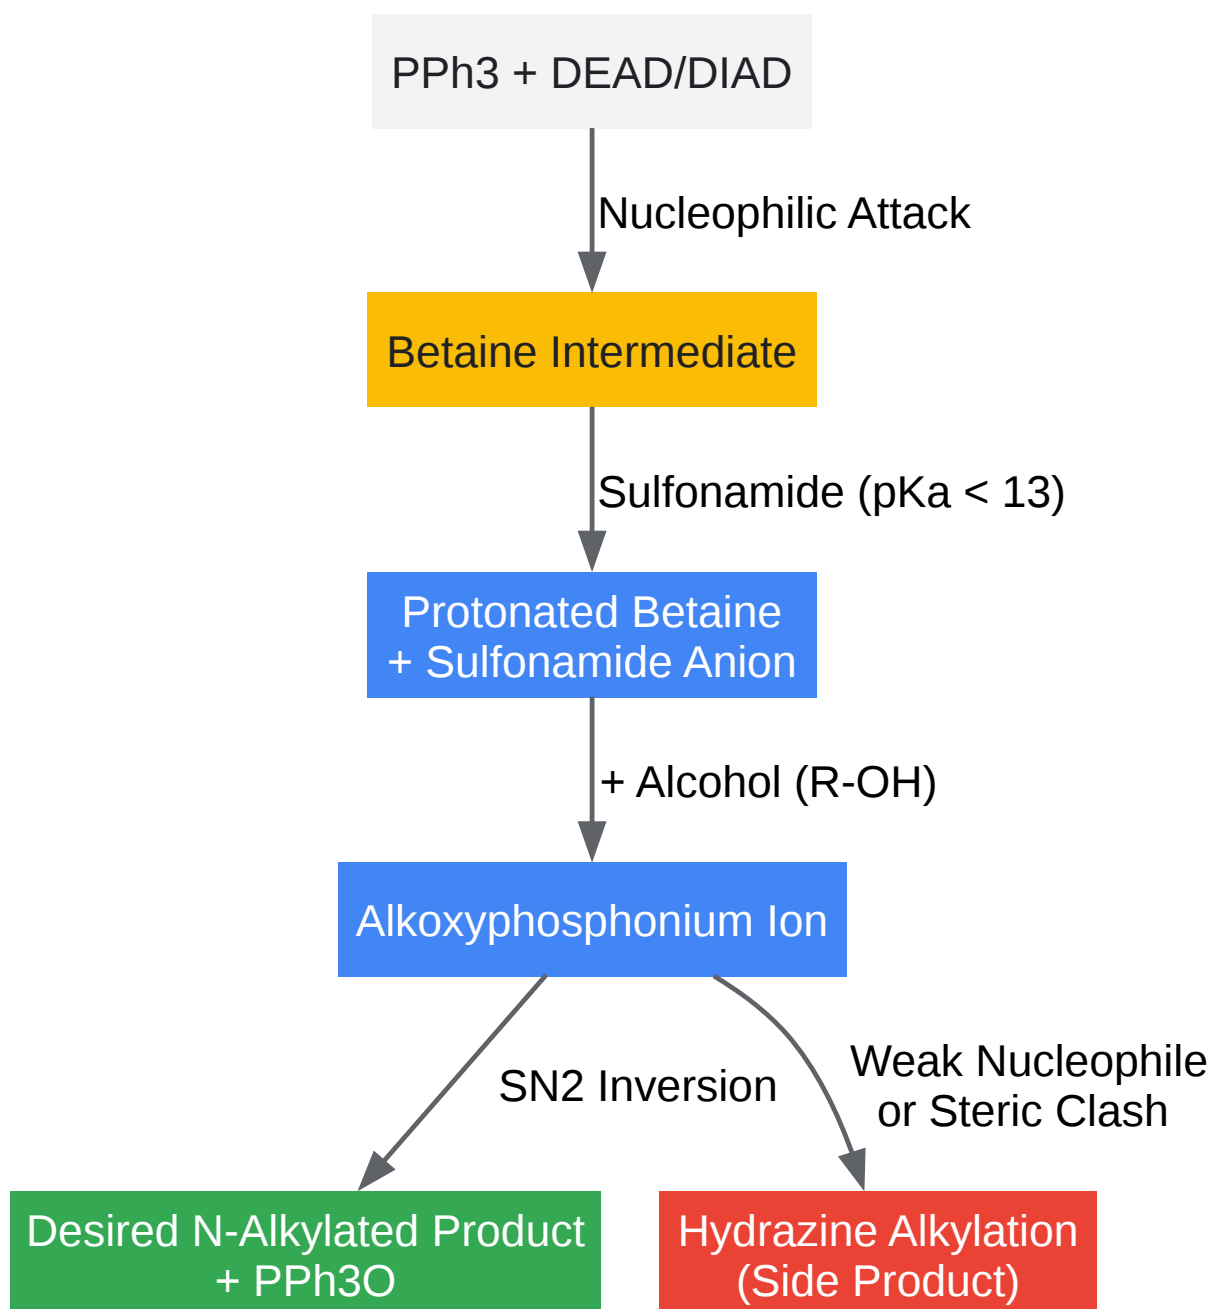 PPh3 + DEAD/DIAD
Nucleophilic Attack
Betaine Intermediate
Sulfonamide (pKa < 13)
Protonated Betaine
+ Sulfonamide Anion
+ Alcohol (R-OH)
Alkoxyphosphonium Ion
SN2 Inversion
Weak Nucleophile
or Steric Clash
Desired N-Alkylated Product
+ PPh3O
Hydrazine Alkylation
(Side Product)